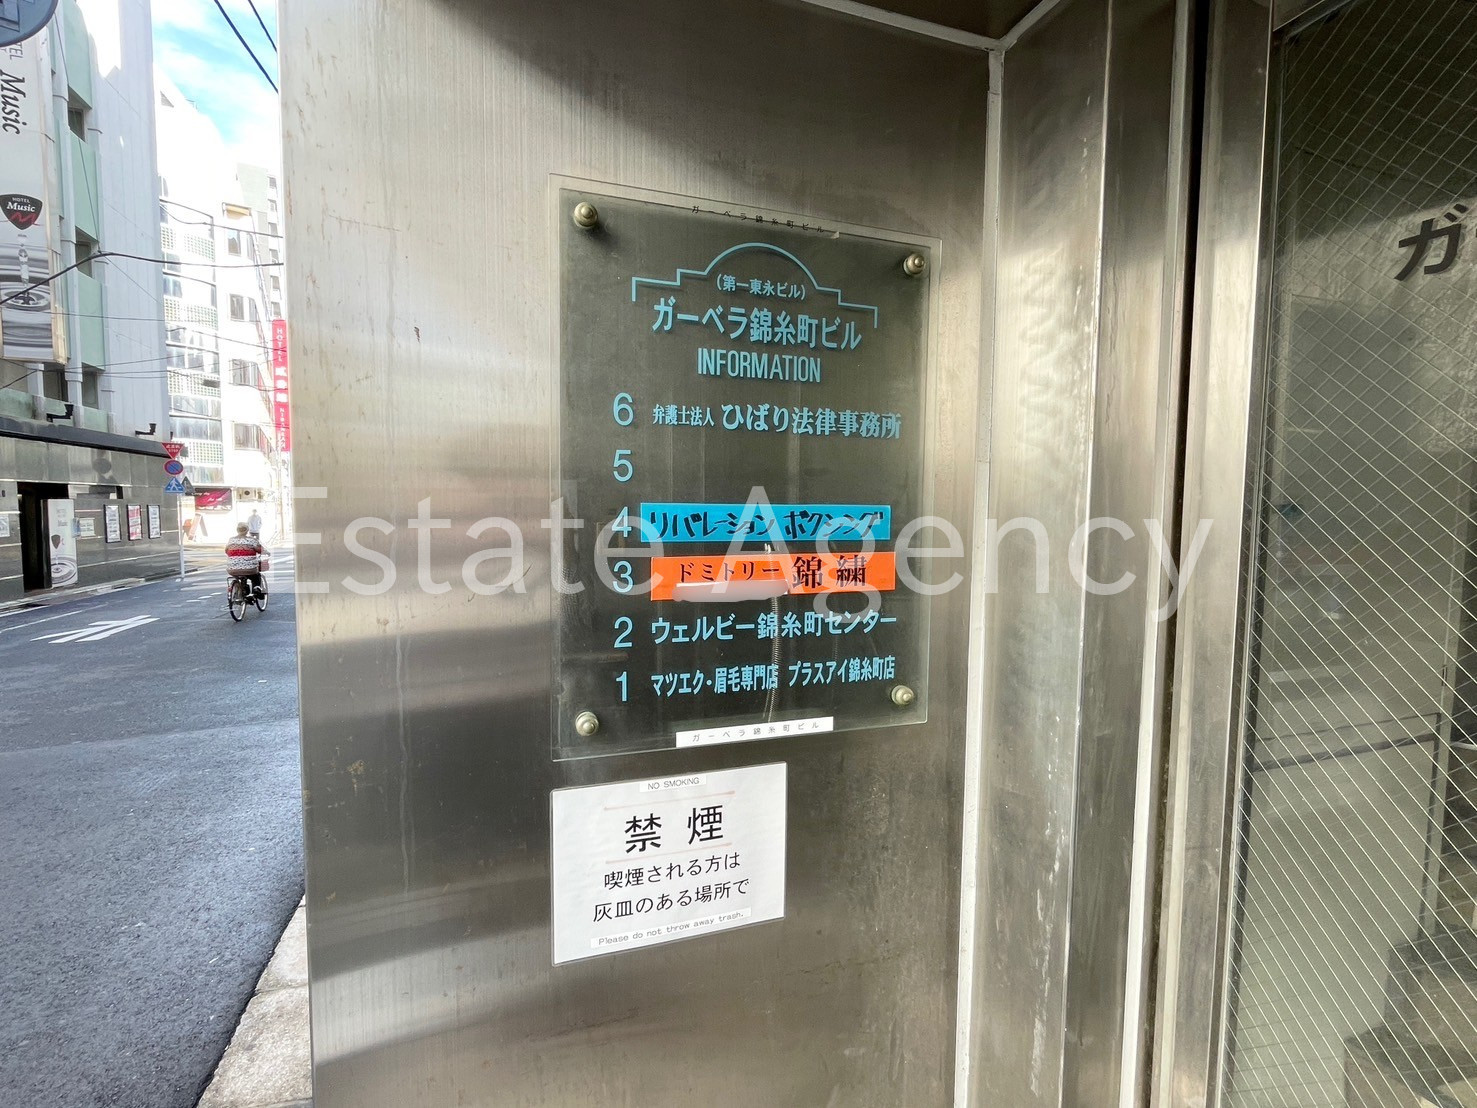 HOTEL
Music
HOTEL
Music
ガーベラ錦糸町ビル
(第一東永ビル)
ガーベラ錦糸町ビル
INFORMATION
6 弁護士法人 ひばり法律事務所
5
4 リバレーション ボクシング
3 ドミトリー 錦繍
2 ウェルビー錦糸町センター
1 マツエク・眉毛専門店 プラスアイ錦糸町店
ガーベラ錦糸町ビル
NO SMOKING
禁煙
喫煙される方は
灰皿のある場所で
Please do not throw away trash.
ガ
HOTEL
Estate Agency